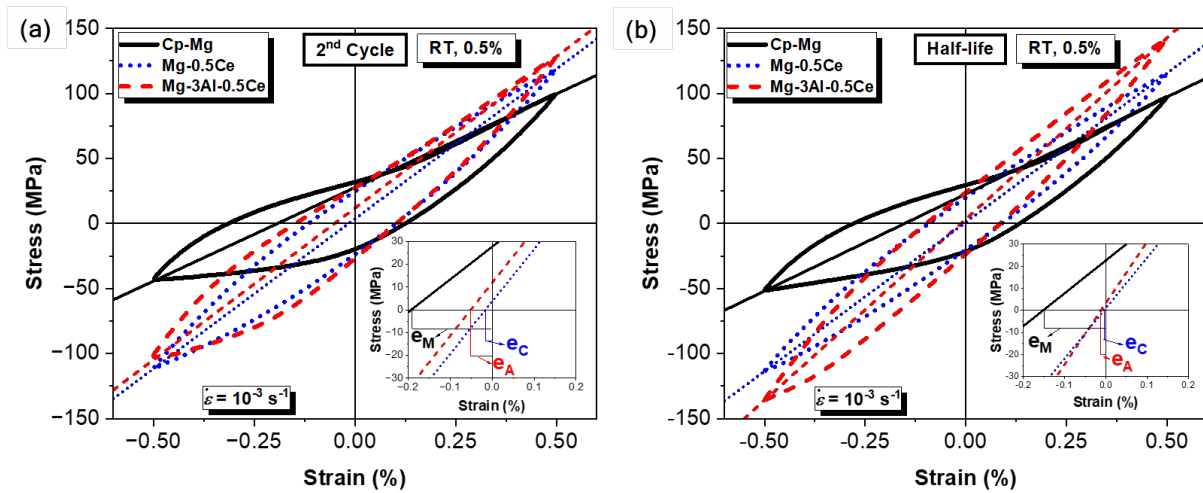 (a)
2nd Cycle
RT, 0.5%
Cp-Mg
Mg-0.5Ce
Mg-3Al-0.5Ce
150
100
50
0
−50
−100
−150
Stress (MPa)
−0.50
−0.25
0.00
0.25
0.50
Strain (%)
ε̇ = 10-3 s-1
30
20
10
0
-10
-20
-30
Stress (MPa)
-0.2
-0.1
0.0
0.1
0.2
Strain (%)
eM
eC
eA
(b)
Half-life
RT, 0.5%
Cp-Mg
Mg-0.5Ce
Mg-3Al-0.5Ce
150
100
50
0
-50
-100
-150
Stress (MPa)
-0.50
-0.25
0.00
0.25
0.50
Strain (%)
ε̇ = 10-3 s-1
30
20
10
0
-10
-20
-30
Stress (MPa)
-0.2
-0.1
0.0
0.1
0.2
Strain (%)
eM
eC
eA